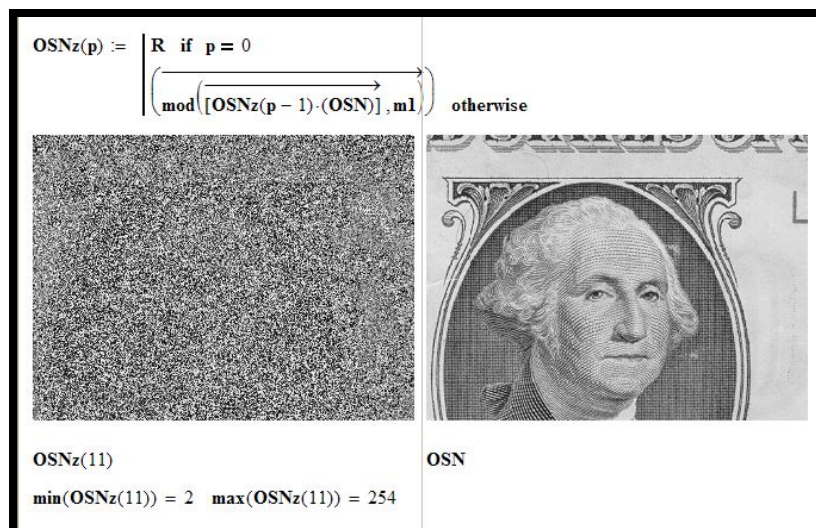 OSNz(p) := | R if p = 0
(mod([OSNz(p − 1)·(OSN)], m1)) otherwise
OSNz(11)
OSN
min(OSNz(11)) = 2 max(OSNz(11)) = 254